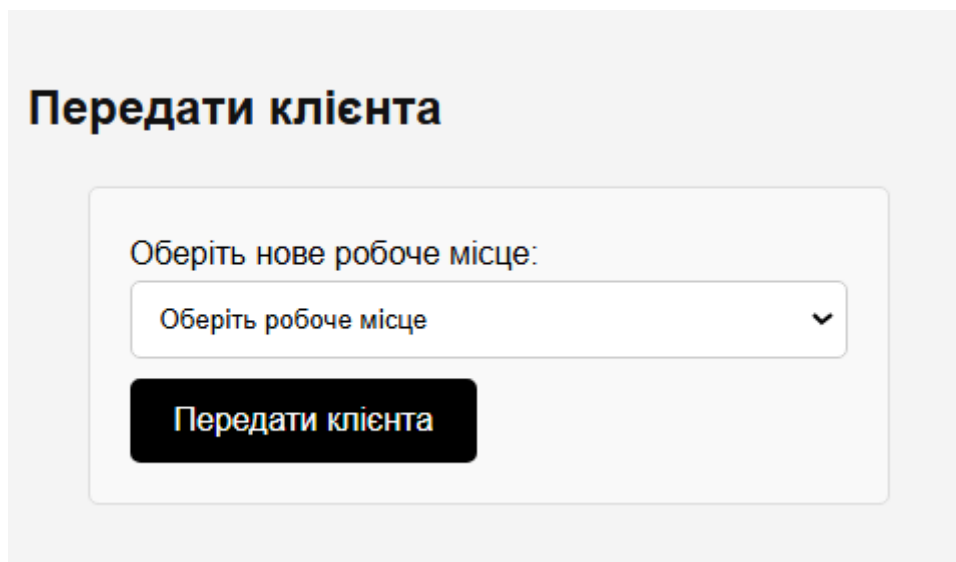 Передати клієнта
Оберіть нове робоче місце:
Оберіть робоче місце
Передати клієнта